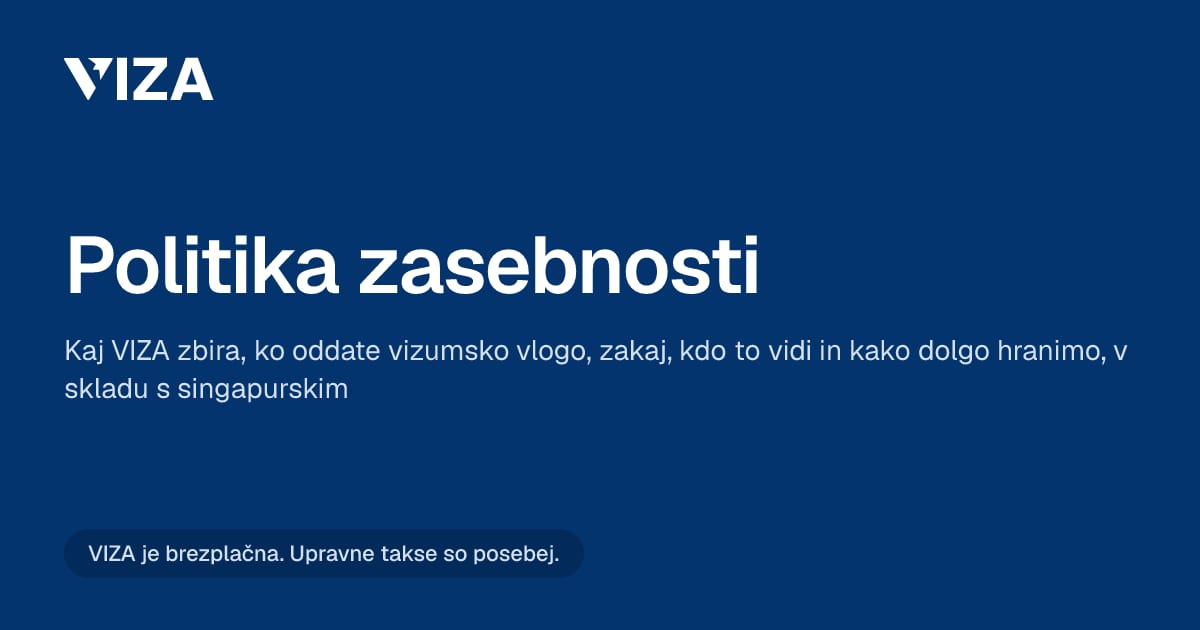 VIZA
Politika zasebnosti
Kaj VIZA zbira, ko oddate vizumsko vlogo, zakaj, kdo to vidi in kako dolgo hranimo, v
skladu s singapurskim
VIZA je brezplačna. Upravne takse so posebej.